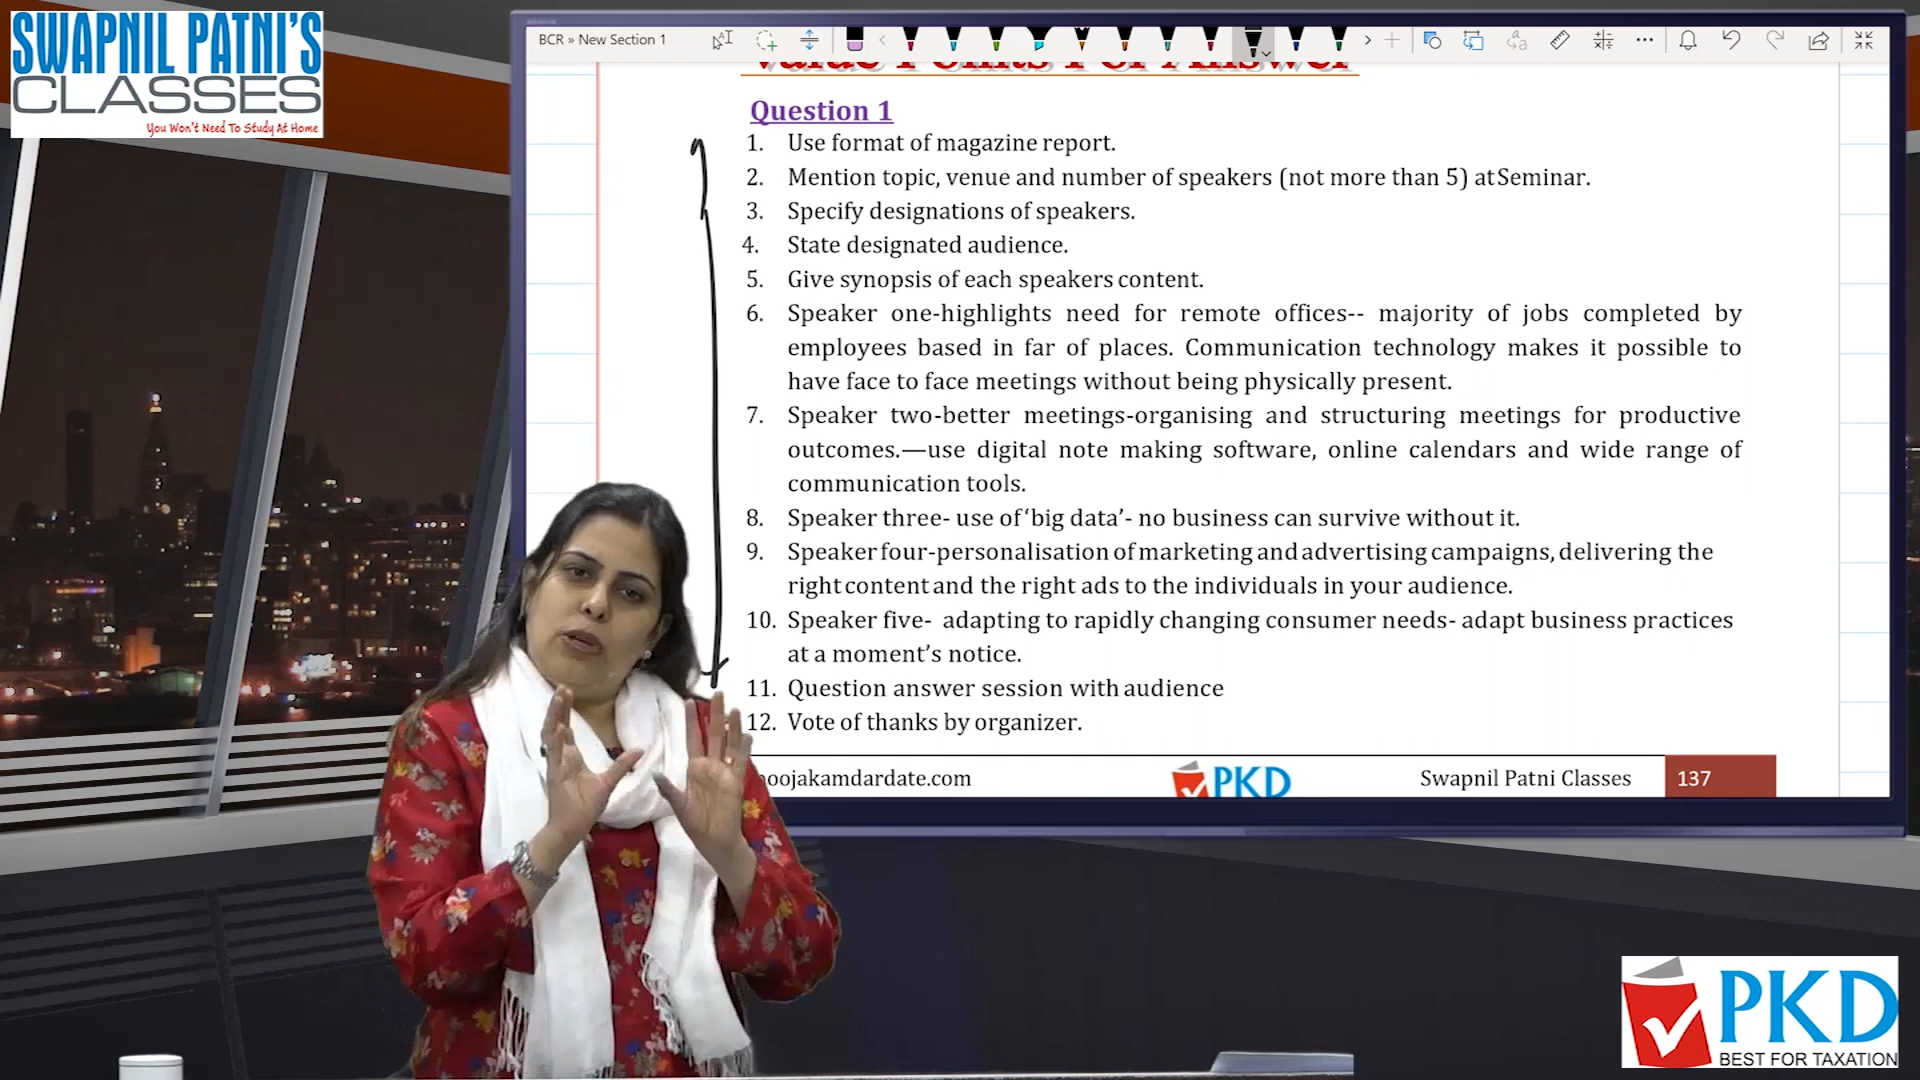 SWAPNIL PATNI'S
CLASSES
You Won't Need To Study At Home
BCR » New Section 1
Value Points For Answer
Question 1
1. Use format of magazine report.
2. Mention topic, venue and number of speakers (not more than 5) at Seminar.
3. Specify designations of speakers.
4. State designated audience.
5. Give synopsis of each speakers content.
6. Speaker one-highlights need for remote offices-- majority of jobs completed by
employees based in far of places. Communication technology makes it possible to
have face to face meetings without being physically present.
7. Speaker two-better meetings-organising and structuring meetings for productive
outcomes.—use digital note making software, online calendars and wide range of
communication tools.
8. Speaker three- use of ‘big data’- no business can survive without it.
9. Speaker four-personalisation of marketing and advertising campaigns, delivering the
right content and the right ads to the individuals in your audience.
10. Speaker five- adapting to rapidly changing consumer needs- adapt business practices
at a moment’s notice.
11. Question answer session with audience
12. Vote of thanks by organizer.
oojakamdardate.com PKD Swapnil Patni Classes 137
PKD
BEST FOR TAXATION